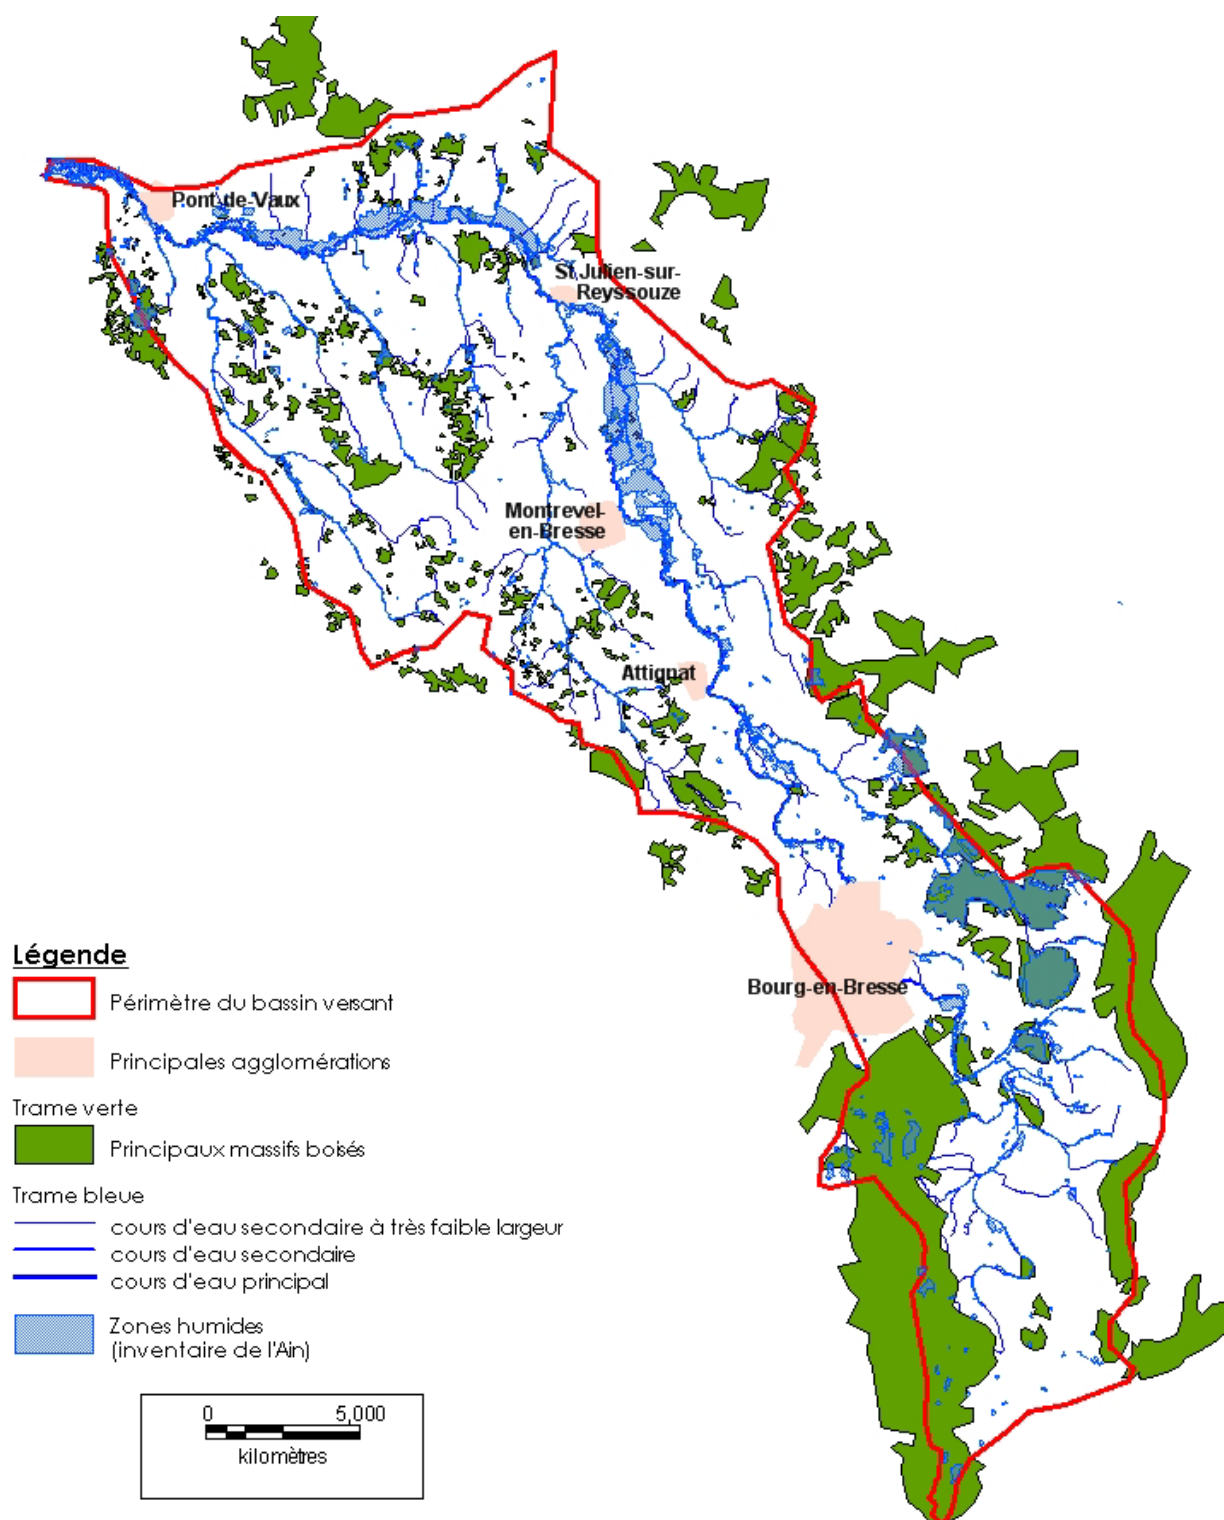 Pont-de-Vaux
St Julien-sur-
Reyssouze
Montrevel-
en-Bresse
Attignat
Bourg-en-Bresse
Légende
Périmètre du bassin versant
Principales agglomérations
Trame verte
Principaux massifs boisés
Trame bleue
cours d'eau secondaire à très faible largeur
cours d'eau secondaire
cours d'eau principal
Zones humides
(inventaire de l'Ain)
0 5,000
kilomètres